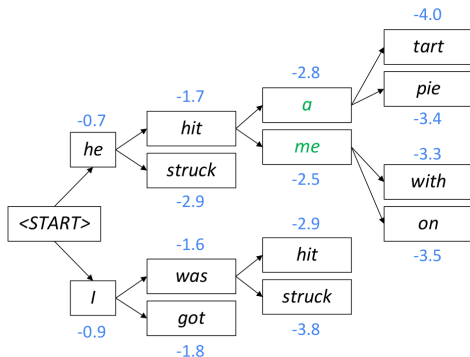 -4.0
tart
-2.8
-1.7
a
pie
-0.7
hit
-3.4
he
me
-3.3
struck
-2.5
with
-2.9
<START>
on
-1.6
-2.9
-3.5
was
hit
I
got
struck
-0.9
-1.8
-3.8